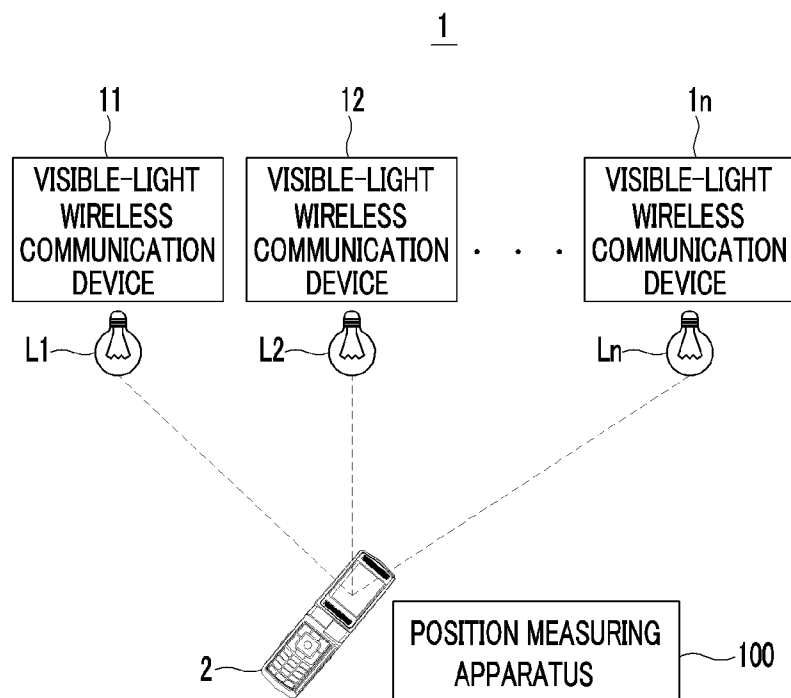 1
11
12
1n
VISIBLE-LIGHT
WIRELESS
COMMUNICATION
DEVICE
VISIBLE-LIGHT
WIRELESS
COMMUNICATION
DEVICE
. . .
VISIBLE-LIGHT
WIRELESS
COMMUNICATION
DEVICE
L1
L2
Ln
2
POSITION MEASURING
APPARATUS
100